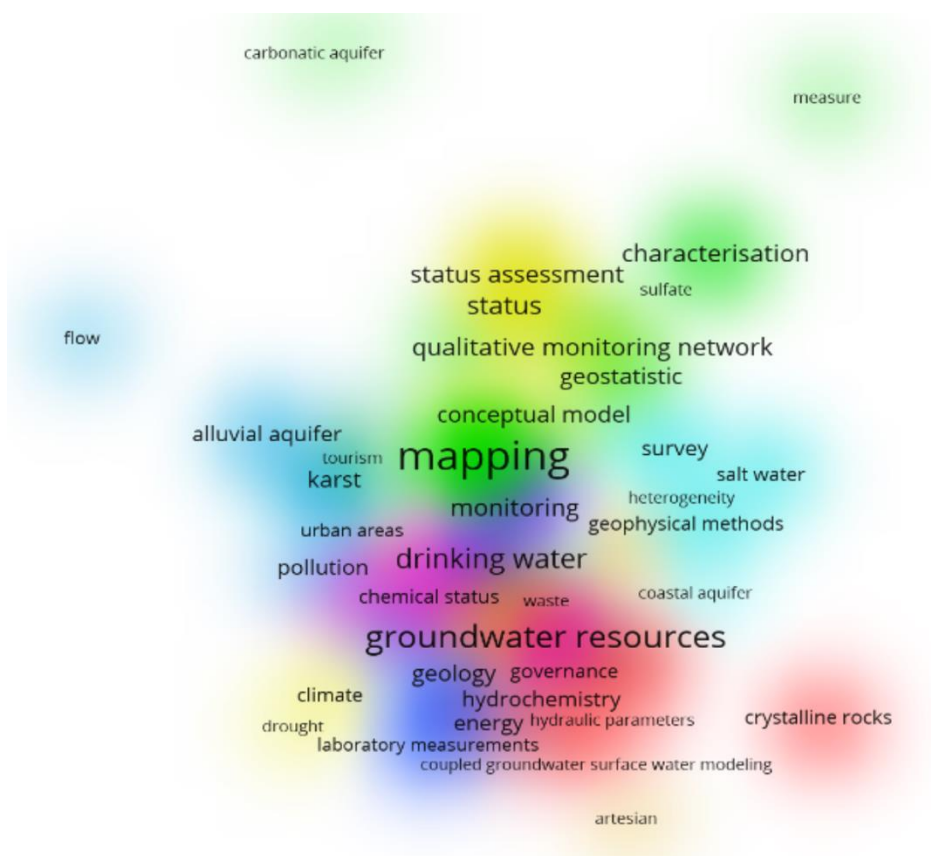 carbonatic aquifer
measure
characterisation
status assessment
sulfate
status
flow
qualitative monitoring network
geostatistic
conceptual model
alluvial aquifer
survey
tourism
mapping
salt water
karst
heterogeneity
monitoring
geophysical methods
urban areas
drinking water
pollution
coastal aquifer
chemical status
waste
groundwater resources
geology
governance
climate
hydrochemistry
crystalline rocks
energy
hydraulic parameters
drought
laboratory measurements
coupled groundwater surface water modeling
artesian